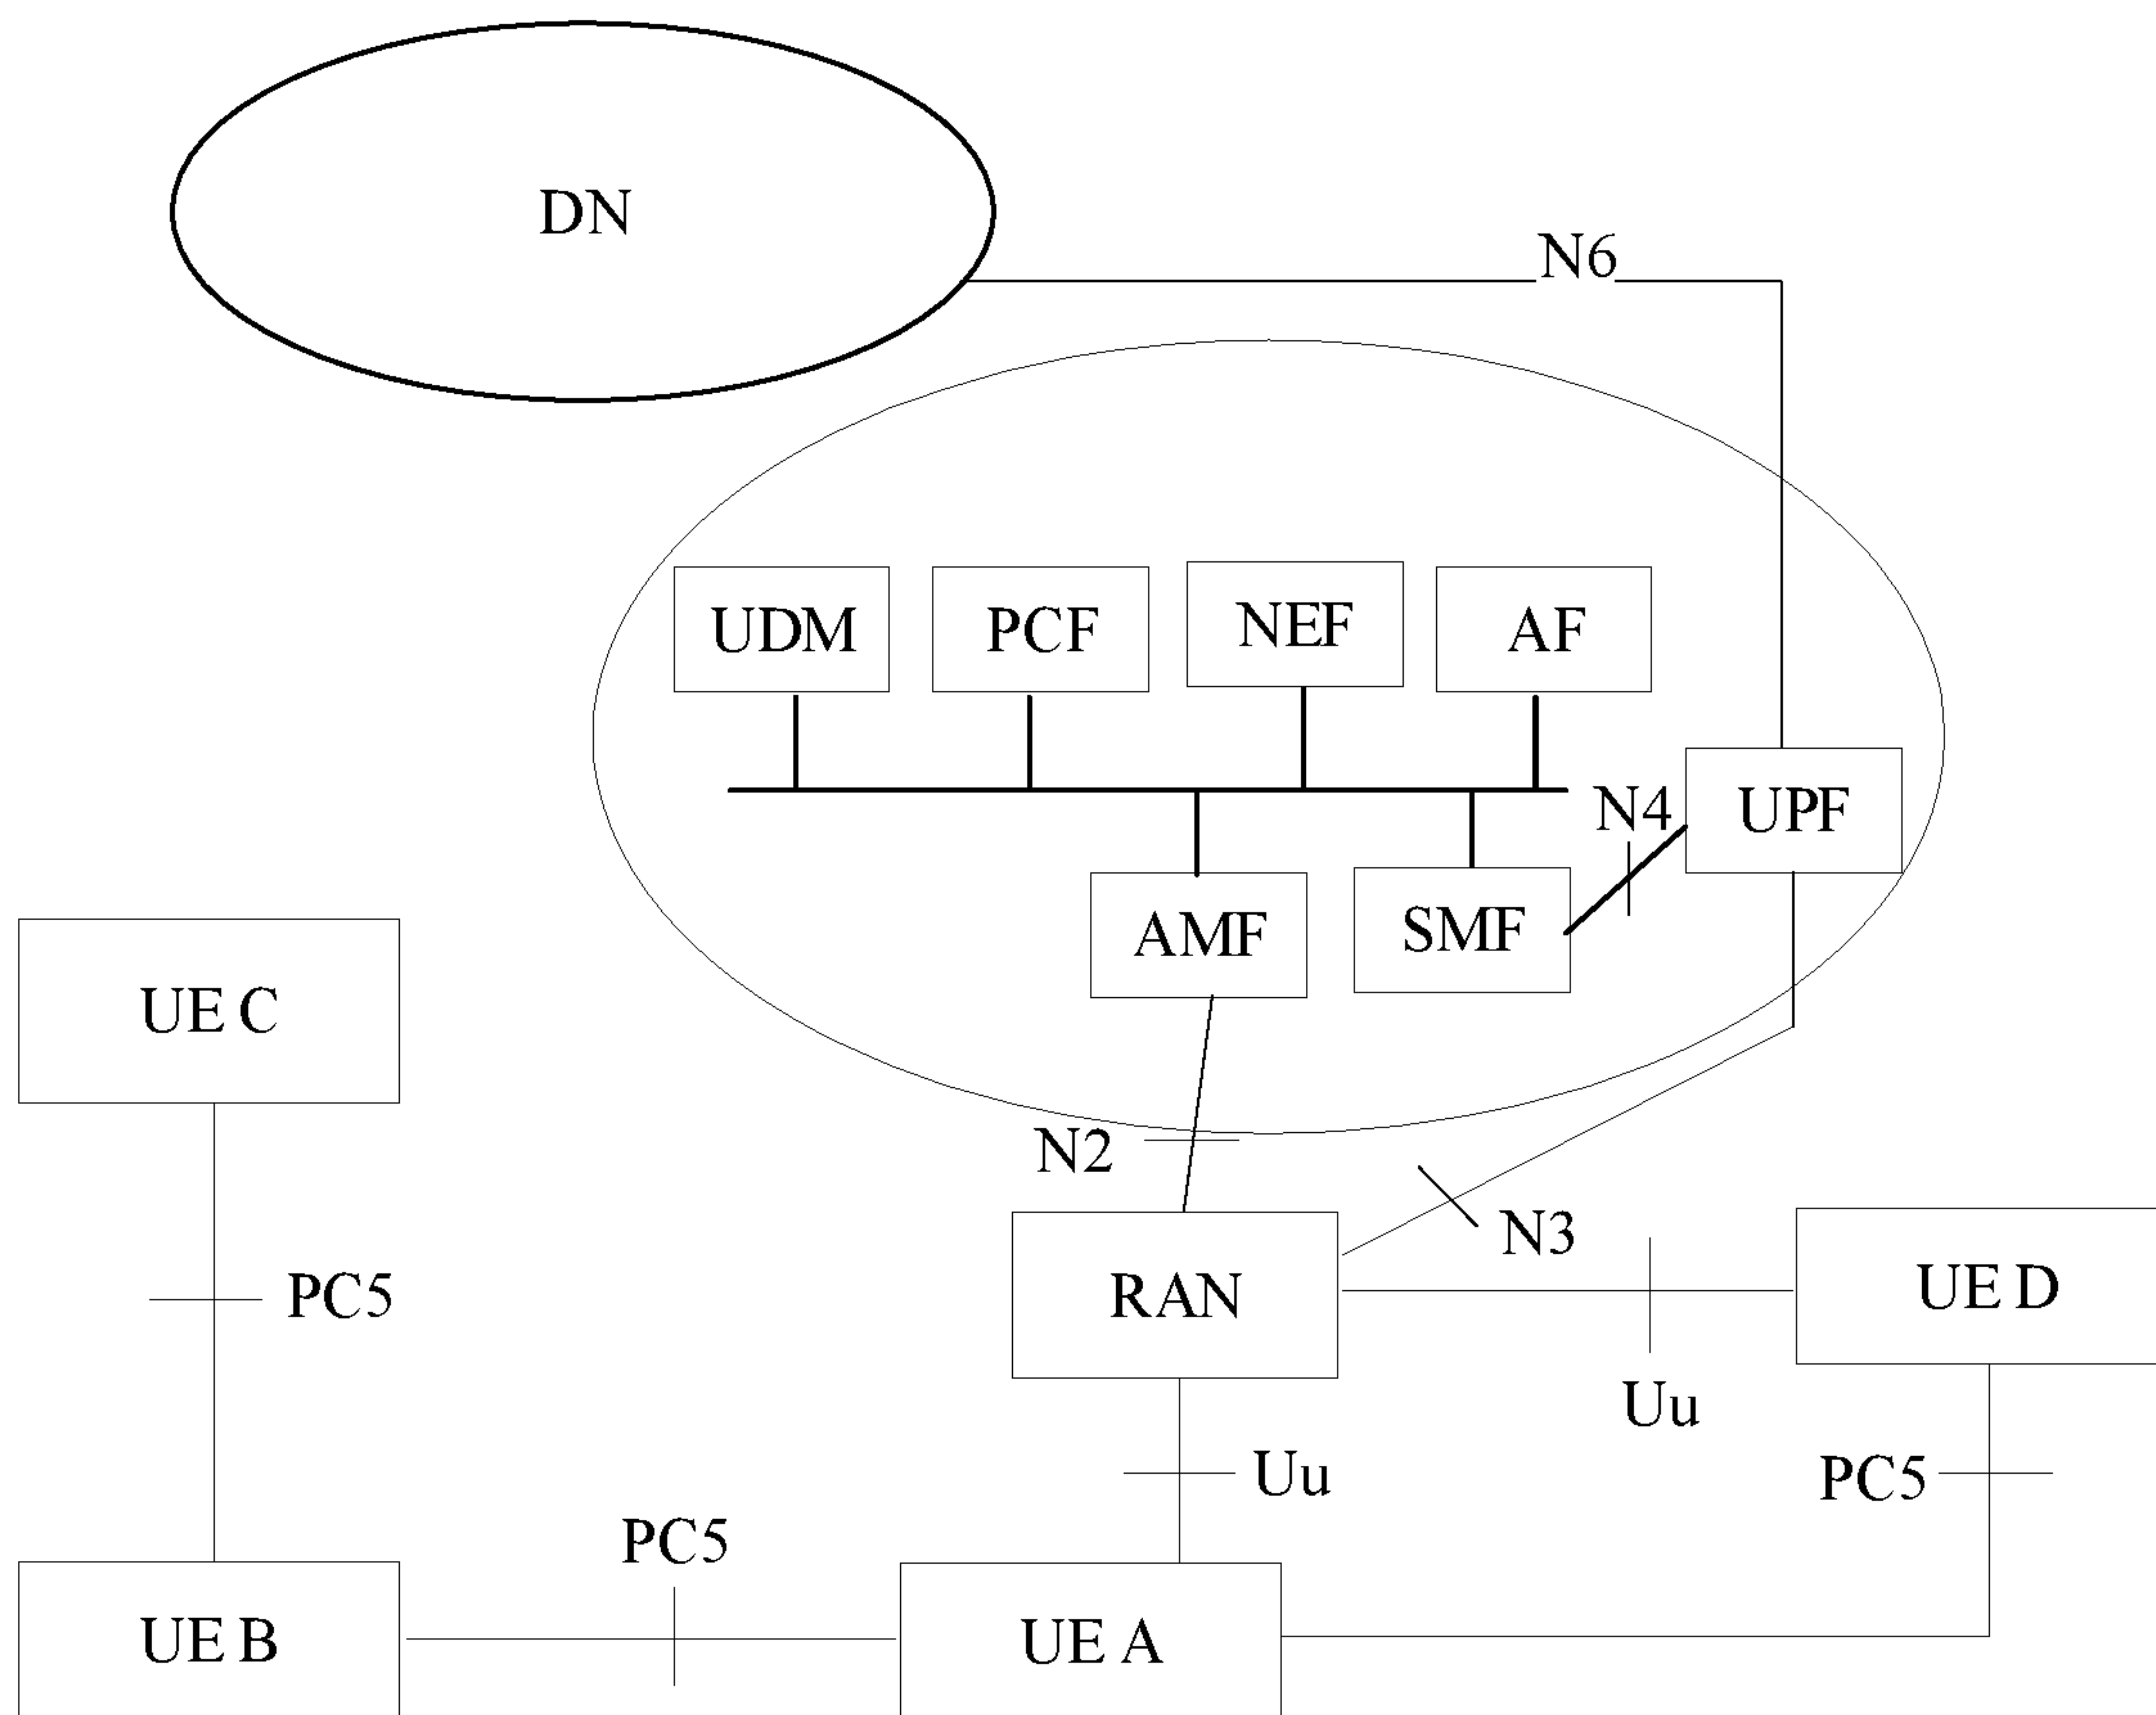 DN
N6
UDM
PCF
NEF
AF
N4
UPF
AMF
SMF
UE C
N2
N3
PC5
RAN
UE D
Uu
Uu
PC5
PC5
UE B
UE A